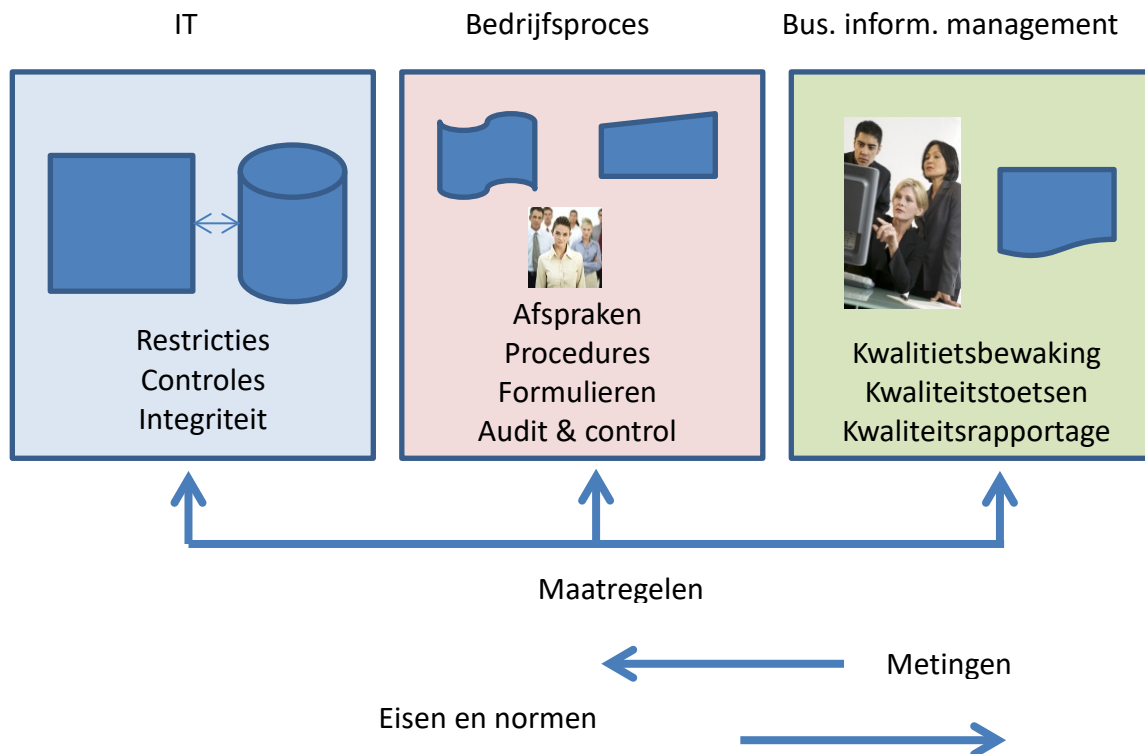 IT
Bedrijfsproces
Bus. inform. management
Restricties
Controles
Integriteit
Afspraken
Procedures
Formulieren
Audit & control
Kwalitietsbewaking
Kwaliteitstoetsen
Kwaliteitsrapportage
Maatregelen
Metingen
Eisen en normen